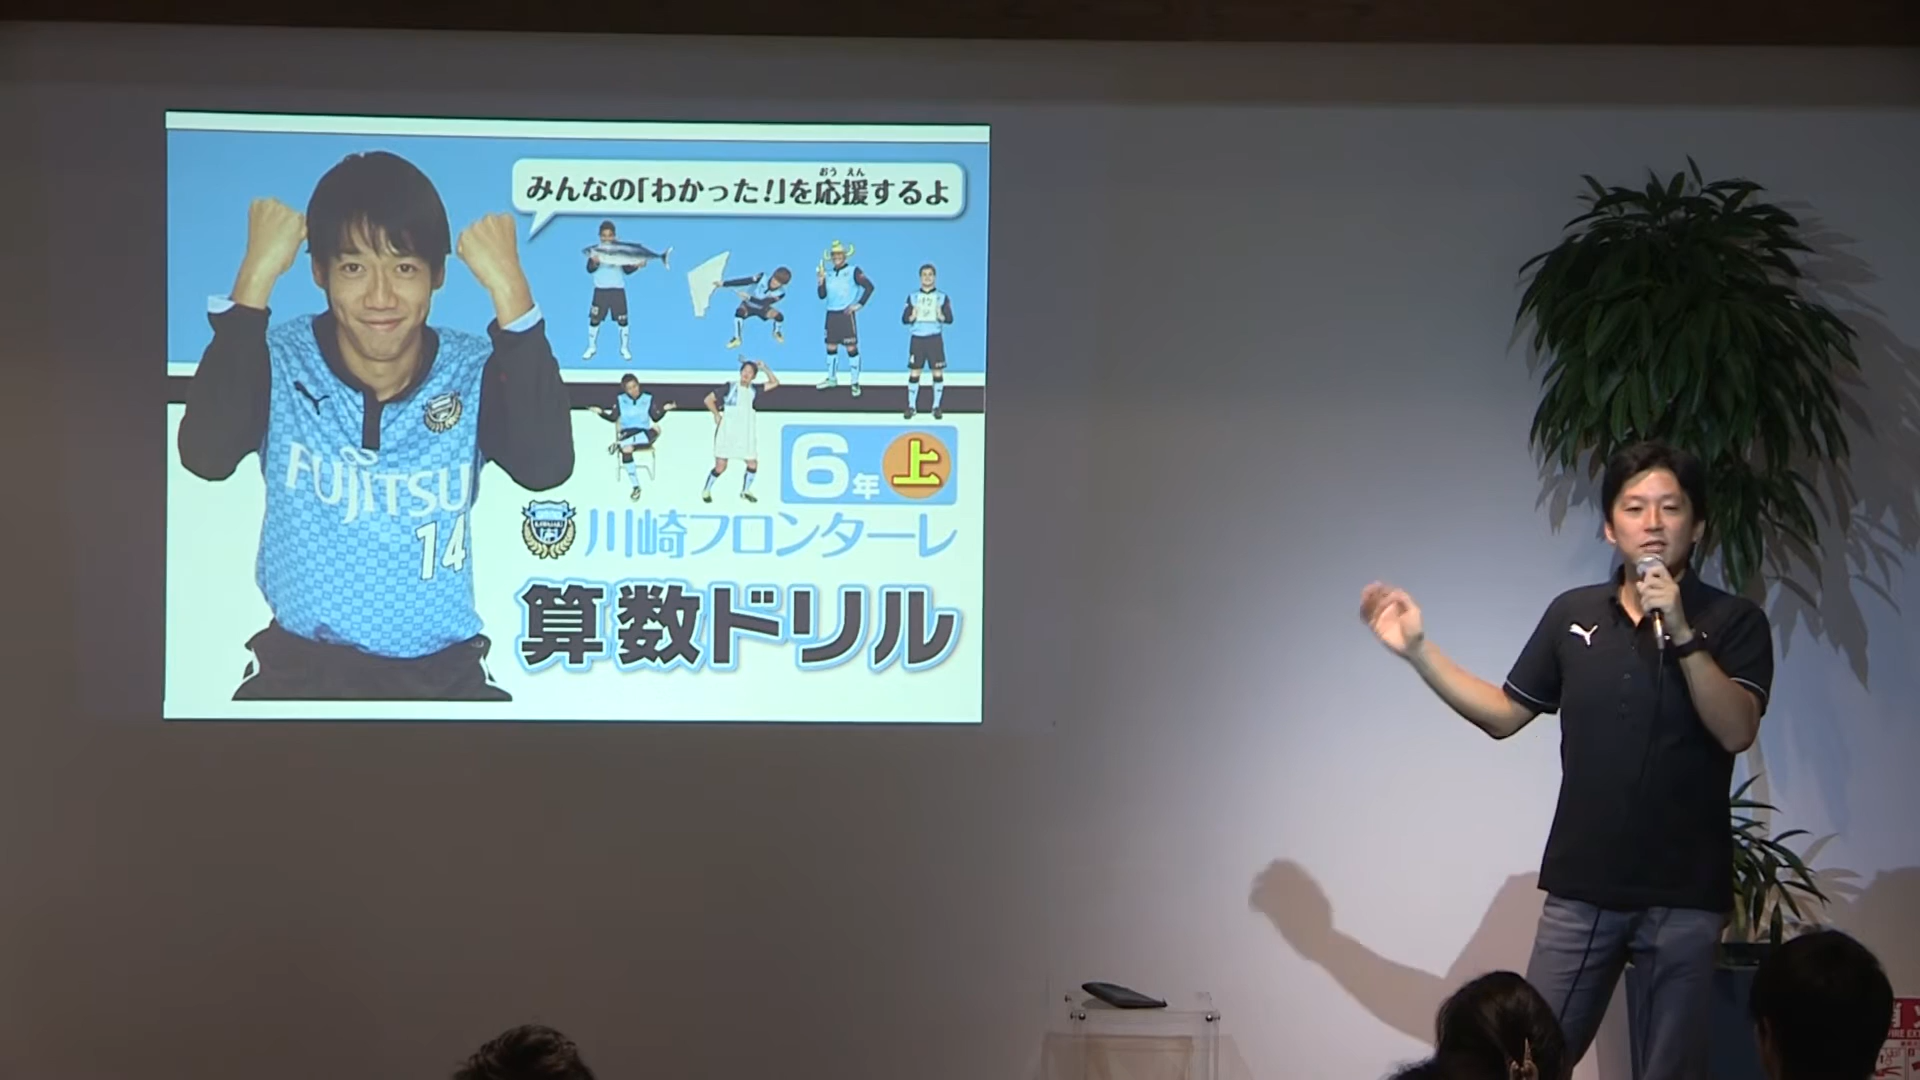 おうえん
みんなの「わかった!」を応援するよ
6年上
FUJITSU
14
川崎フロンターレ
算数ドリル